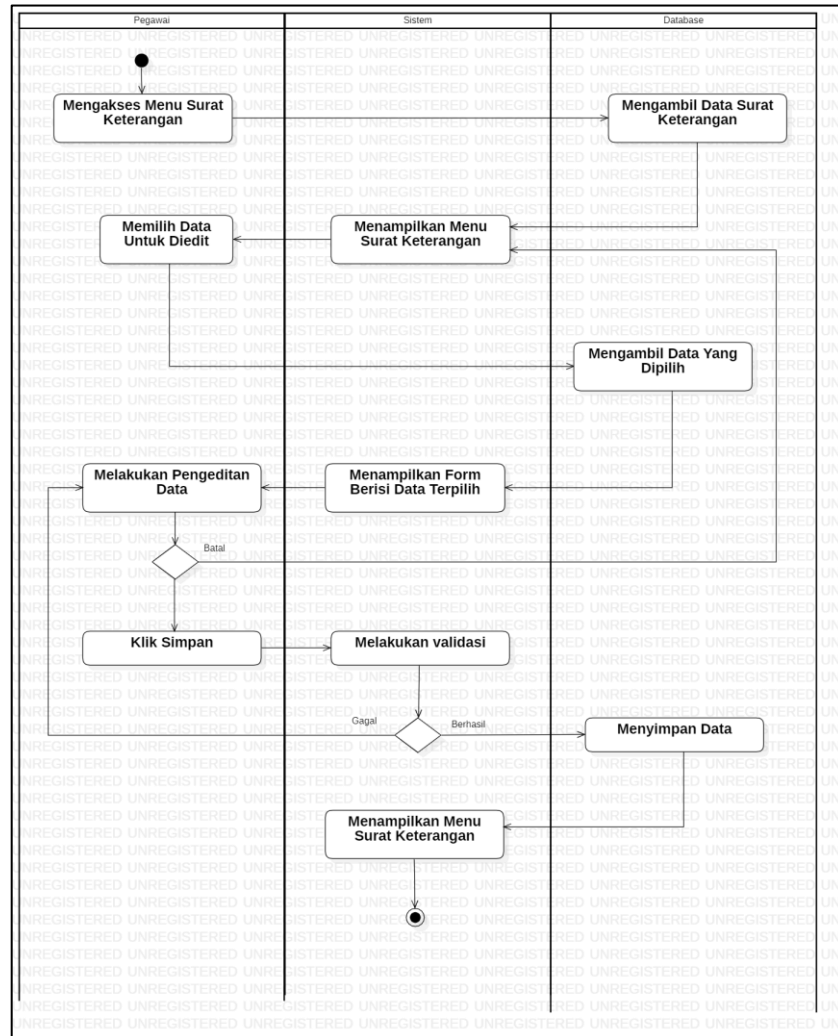 Pegawai
Sistem
Database
Mengakses Menu Surat
Keterangan
Mengambil Data Surat
Keterangan
Memilih Data
Untuk Diedit
Menampilkan Menu
Surat Keterangan
Mengambil Data Yang
Dipilih
Melakukan Pengeditan
Data
Menampilkan Form
Berisi Data Terpilih
Batal
Klik Simpan
Melakukan validasi
Gagal
Berhasil
Menyimpan Data
Menampilkan Menu
Surat Keterangan
UNREGISTERED